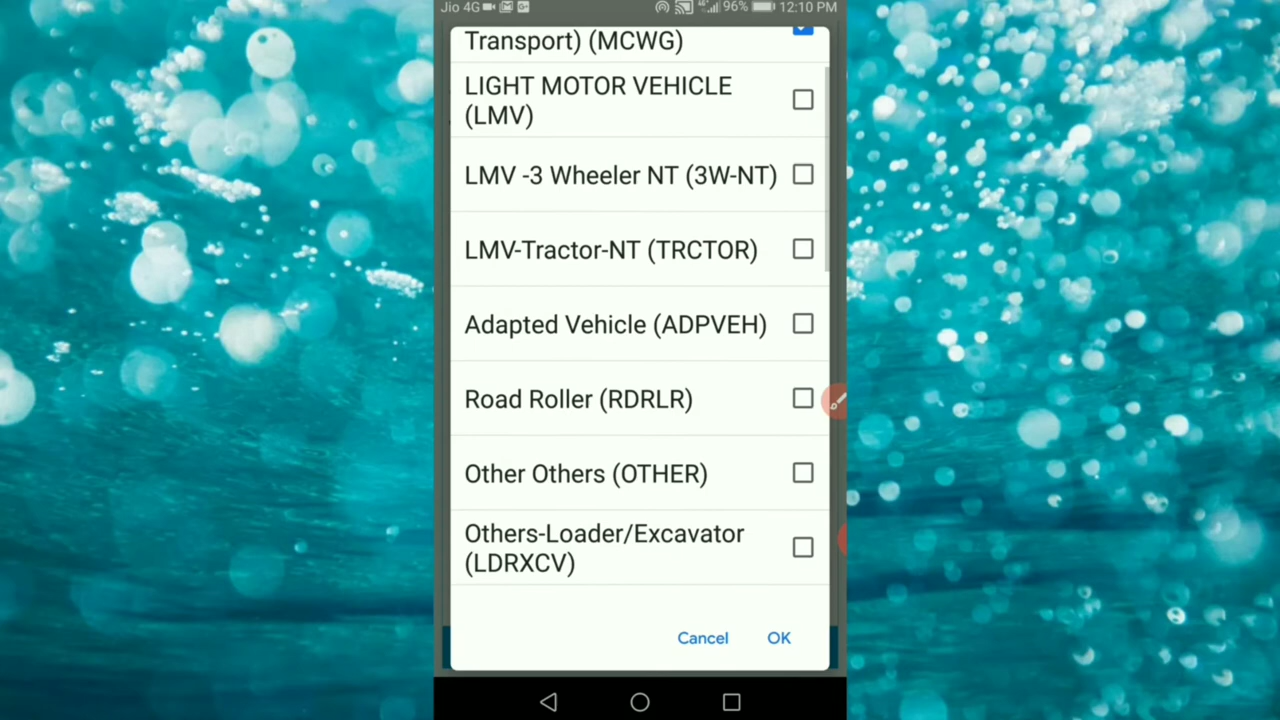 Jio 4G 96% 12:10 PM
Transport) (MCWG)
LIGHT MOTOR VEHICLE
(LMV)
LMV -3 Wheeler NT (3W-NT)
LMV-Tractor-NT (TRCTOR)
Adapted Vehicle (ADPVEH)
Road Roller (RDRLR)
Other Others (OTHER)
Others-Loader/Excavator
(LDRXCV)
Cancel OK